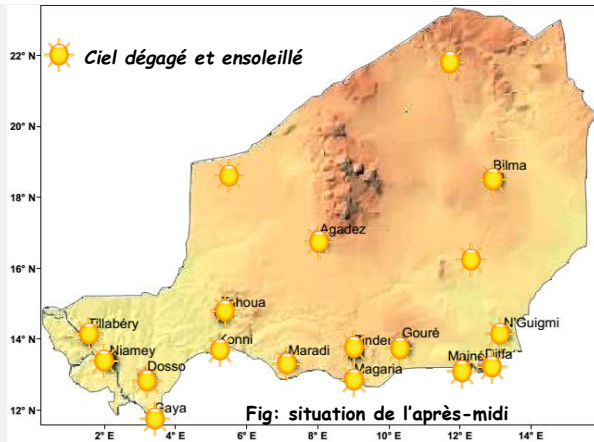 22° N
Ciel dégagé et ensoleillé
20° N
18° N
Bilma
Agadez
16° N
14° N
Tillabéry
N'Guigmi
Konni
Zinder
Gouré
Niamey
Maradi
Diffa
Dosso
Magaria
12° N
Gaya
Fig: situation de l'après-midi
2° E
4° E
6° E
8° E
10° E
12° E
14° E